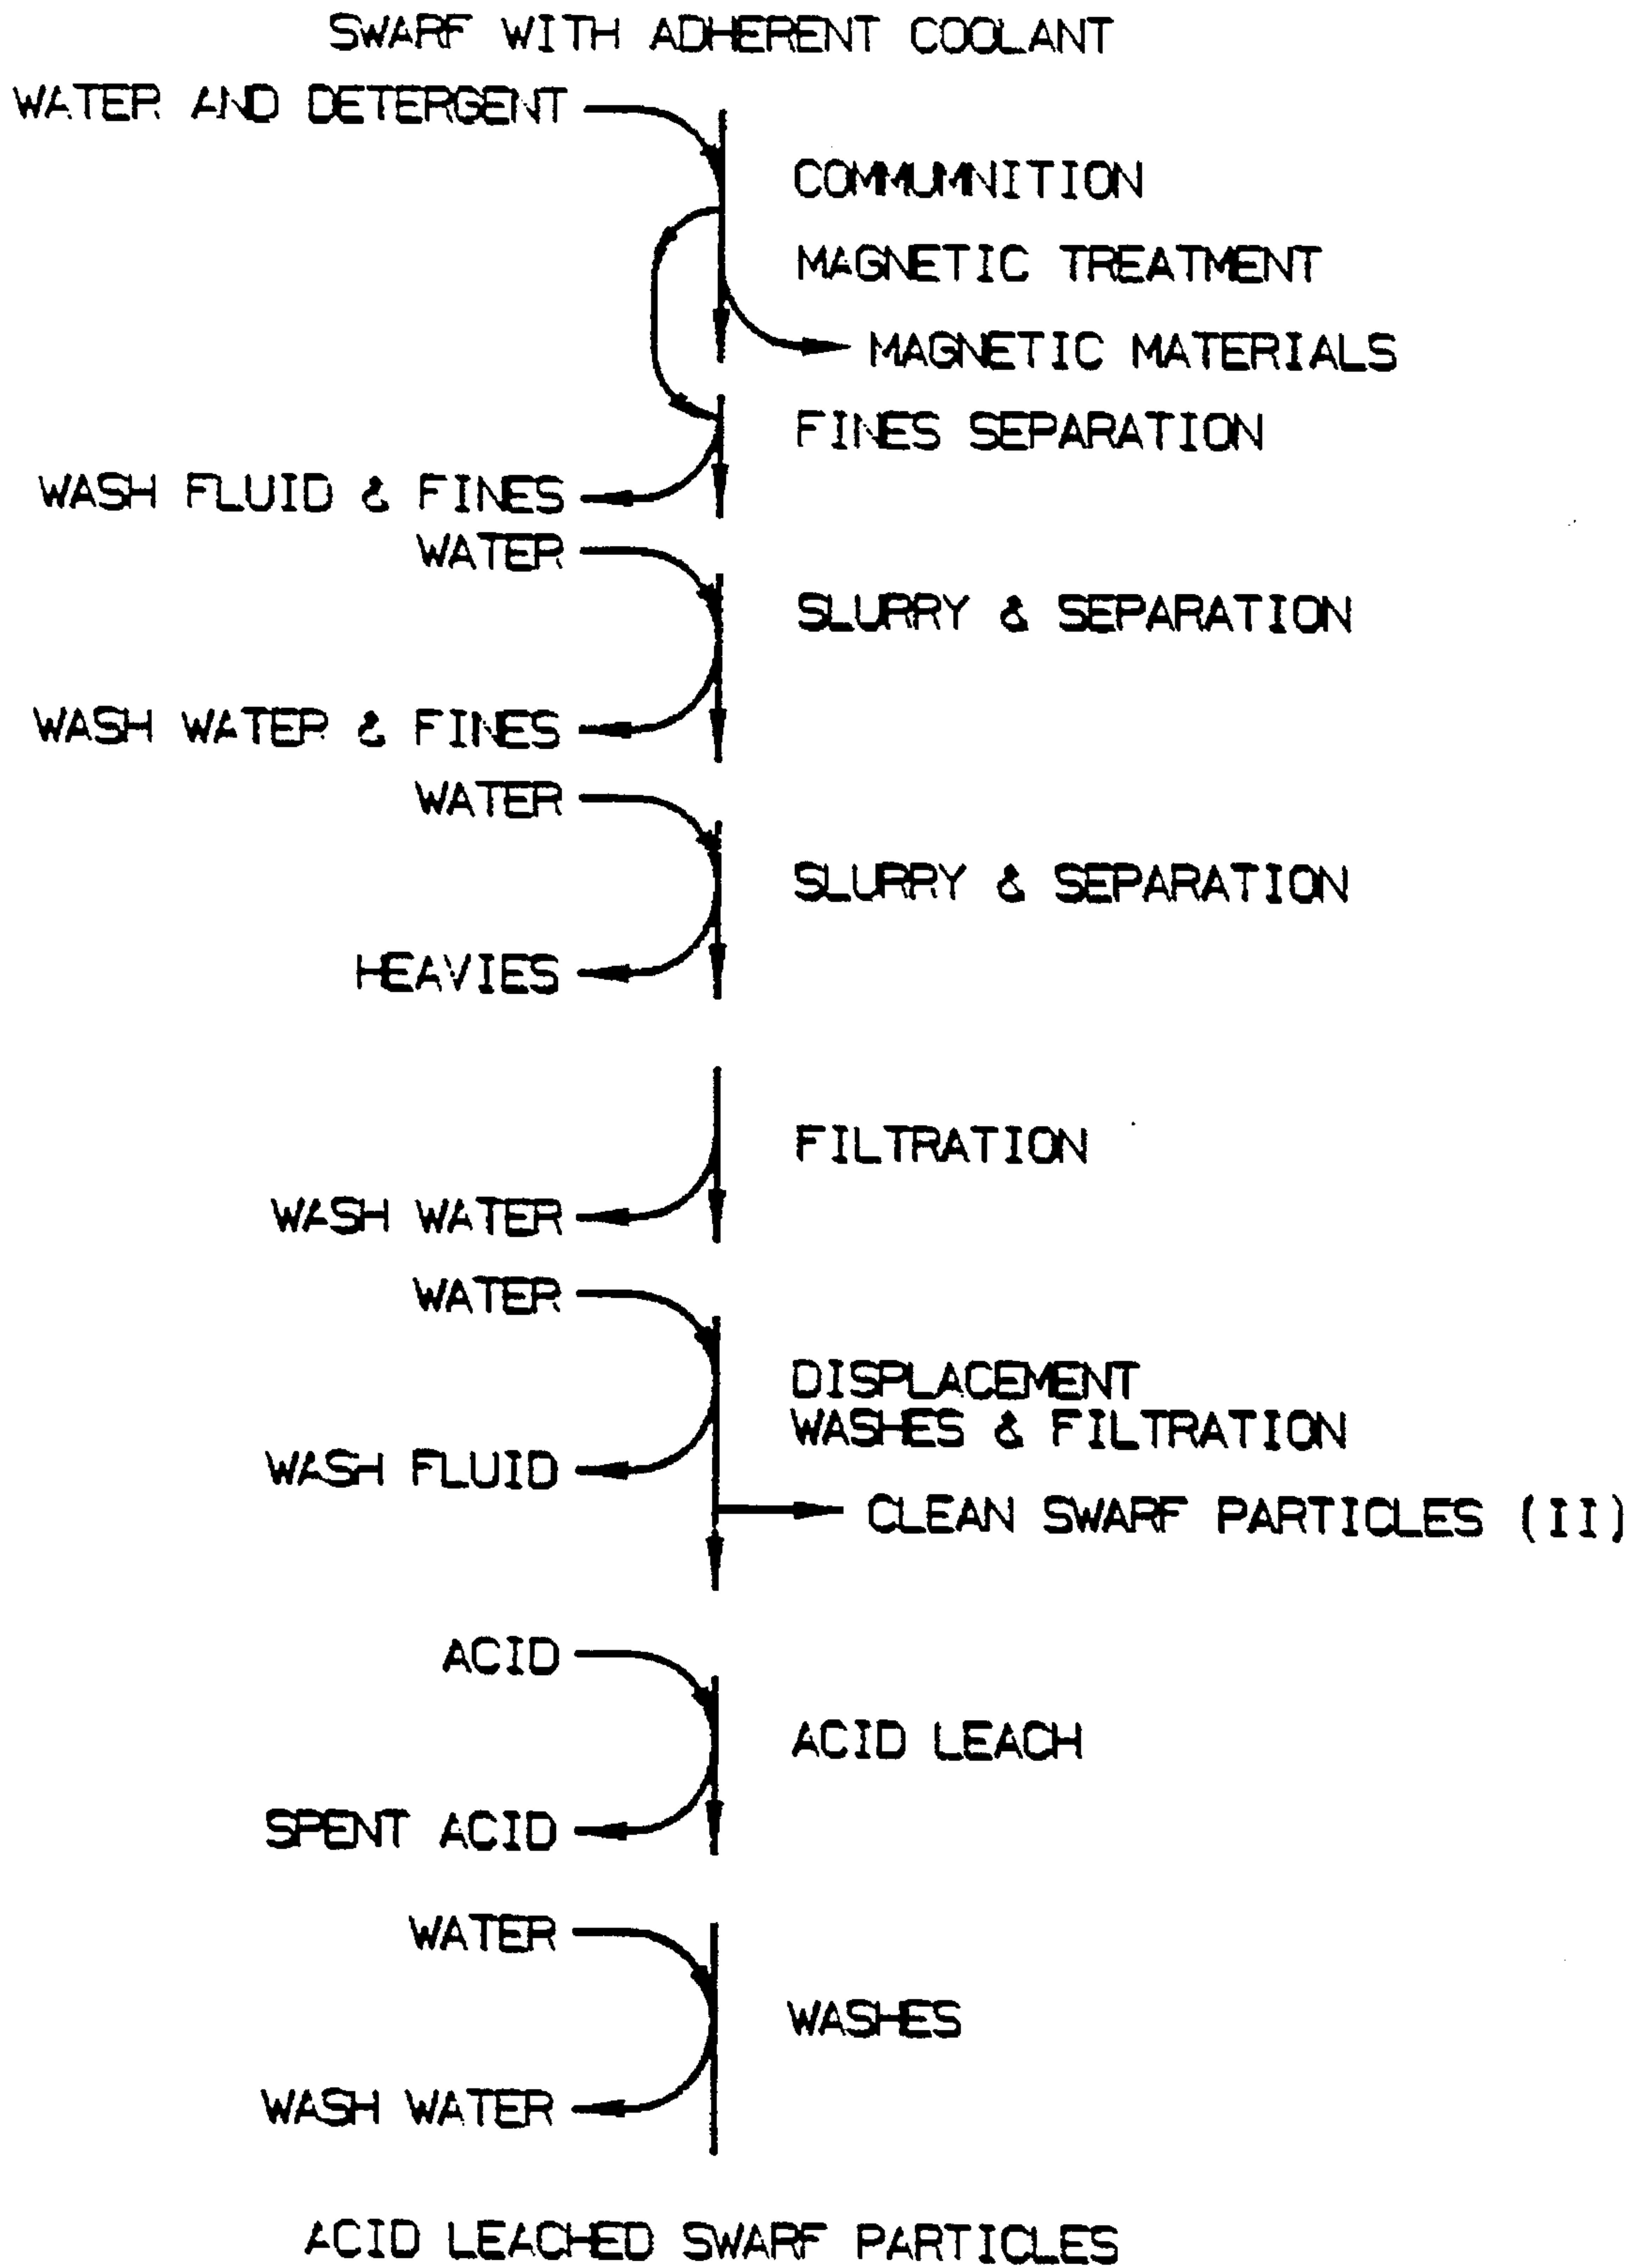 SWARF WITH ADHERENT COOLANT
WATER AND DETERGENT
COMMUMNITION
MAGNETIC TREATMENT
MAGNETIC MATERIALS
FINES SEPARATION
WASH FLUID & FINES
WATER
SLURRY & SEPARATION
WASH WATER & FINES
WATER
SLURRY & SEPARATION
HEAVIES
FILTRATION
WASH WATER
WATER
DISPLACEMENT
WASHES & FILTRATION
WASH FLUID
CLEAN SWARF PARTICLES (II)
ACID
ACID LEACH
SPENT ACID
WATER
WASHES
WASH WATER
ACID LEACHED SWARF PARTICLES